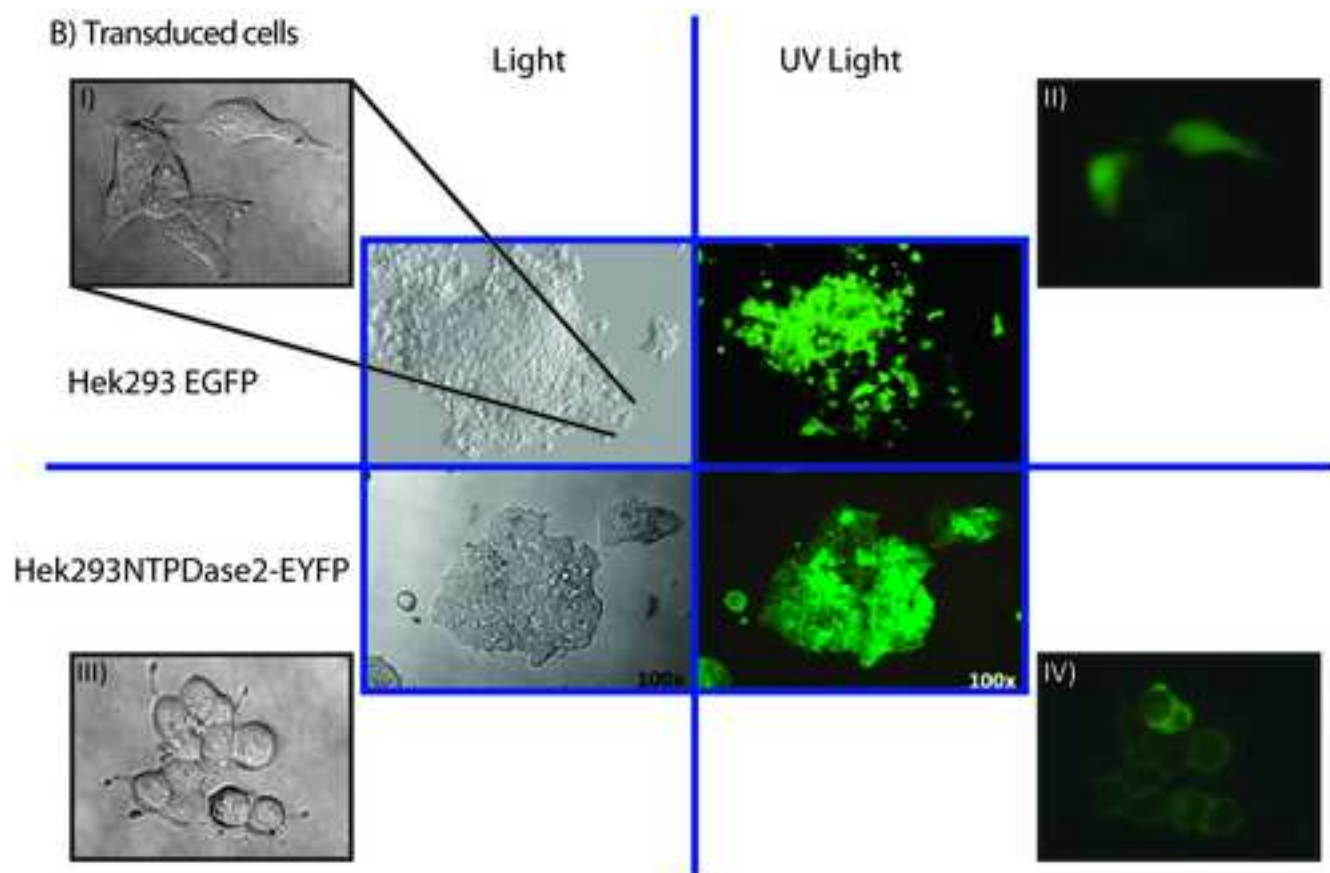 B) Transduced cells
Light
UV Light
I)
II)
Hek293 EGFP
Hek293NTPDase2-EYFP
100x
100x
III)
IV)